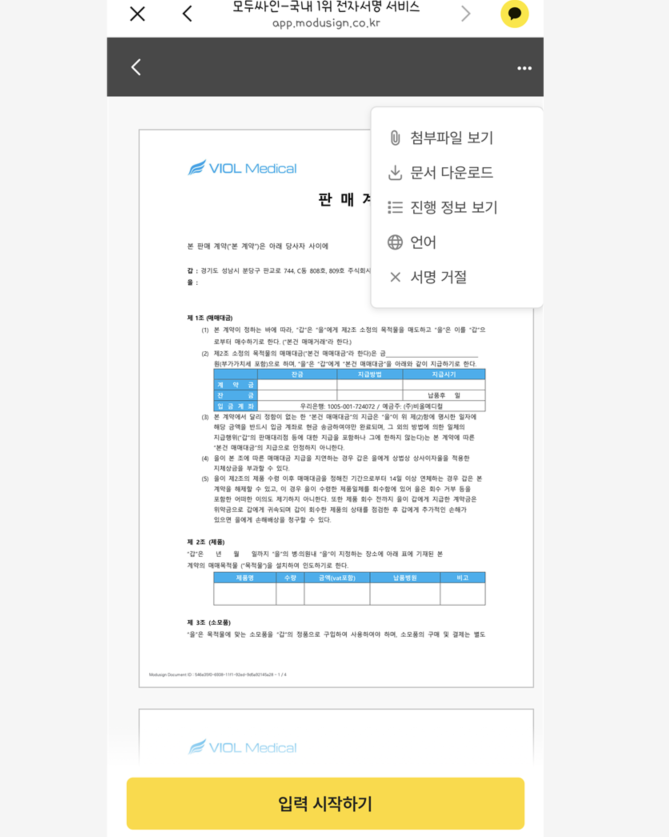 모두싸인-국내 1위 전자서명 서비스
app.modusign.co.kr
첨부파일 보기
문서 다운로드
진행 정보 보기
언어
서명 거절
VIOL Medical
판 매 계
본 판매 계약("본 계약")은 아래 당사자 사이에
갑 : 경기도 성남시 분당구 판교로 744, C동 808호, 809호 주식회사
을 :
제 1조 (매매대금)
(1) 본 계약이 정하는 바에 따라, "갑"은 "을"에게 제2조 소정의 목적물을 매도하고 "을"은 이를 "갑"으
로부터 매수하기로 한다. ("본건 매매거래"라 한다.)
(2) 제2조 소정의 목적물의 매매대금("본건 매매대금"라 한다)은 금
원(부가가치세 포함)으로 하며, "을"은 "갑"에게 "본건 매매대금"을 아래와 같이 지급하기로 한다.
잔금 지급방법 지급시기
계 약 금
잔 금 납품후 일
입 금 계 좌 우리은행: 1005-001-724072 / 예금주: (주)비올메디컬
(3) 본 계약에서 달리 정함이 없는 한 "본건 매매대금"의 지급은 "을"이 위 제(2)항에 명시한 일자에
해당 금액을 반드시 입금 계좌로 현금 송금하여야만 완료되며, 그 외의 방법에 의한 일체의
지급행위("갑"의 판매대리점 등에 대한 지급을 포함하나 그에 한하지 않는다)는 본 계약에 따른
"본건 매매대금"의 지급으로 인정하지 아니한다.
(4) 을이 본 조에 따른 매매대금 지급을 지연하는 경우 갑은 을에게 상법상 상사이자율을 적용한
지체상금을 부과할 수 있다.
(5) 을이 제2조의 제품 수령 이후 매매대금을 정해진 기간으로부터 14일 이상 연체하는 경우 갑은 본
계약을 해제할 수 있고, 이 경우 을이 수령한 제품일체를 회수함에 있어 을은 회수 거부 등을
포함한 어떠한 이의도 제기하지 아니한다. 또한 제품 회수 전까지 을이 갑에게 지급한 계약금은
위약금으로 갑에게 귀속되며 갑이 회수한 제품의 상태를 점검한 후 갑에게 추가적인 손해가
있으면 을에게 손해배상을 청구할 수 있다.
제 2조 (제품)
"갑"은 년 월 일까지 "을"의 병·의원내 "을"이 지정하는 장소에 아래 표에 기재된 본
계약의 매매목적물 ("목적물")을 설치하여 인도하기로 한다.
제품명 수량 금액(vat포함) 납품병원 비고
제 3조 (소모품)
"을"은 목적물에 맞는 소모품을 "갑"의 정품으로 구입하여 사용하여야 하며, 소모품의 구매 및 결제는 별도
Modusign Document ID :
- 1 / 4
VIOL Medical
입력 시작하기